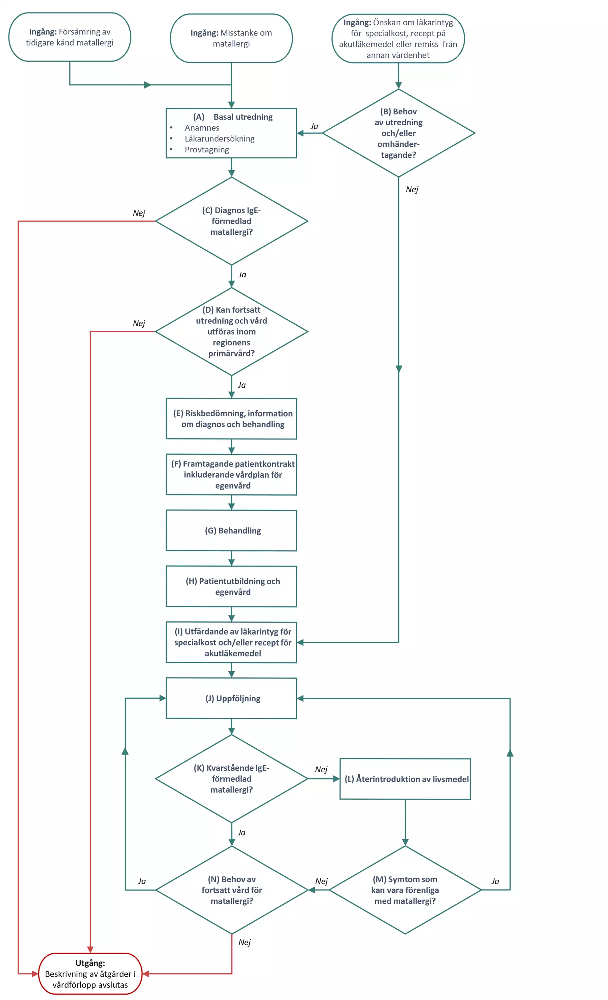 Ingång: Försämring av
tidigare känd matallergi
Ingång: Misstanke om
matallergi
Ingång: Önskan om läkarintyg
för specialkost, recept på
akutläkemedel eller remiss från
annan vårdenhet
(A) Basal utredning
• Anamnes
• Läkarundersökning
• Provtagning
Ja
(B) Behov
av utredning
och/eller
omhänder-
tagande?
Nej
Nej
(C) Diagnos IgE-
förmedlad
matallergi?
Ja
Nej
(D) Kan fortsatt
utredning och vård
utföras inom
regionens
primärvård?
Ja
(E) Riskbedömning, information
om diagnos och behandling
(F) Framtagande patientkontrakt
inkluderande vårdplan för
egenvård
(G) Behandling
(H) Patientutbildning och
egenvård
(I) Utfärdande av läkarintyg för
specialkost och/eller recept för
akutläkemedel
(J) Uppföljning
(K) Kvarstående IgE-
förmedlad
matallergi?
Nej
(L) Återintroduktion av livsmedel
Ja
Ja
(N) Behov av
fortsatt vård för
matallergi?
Nej
(M) Symtom som
kan vara förenliga
med matallergi?
Ja
Nej
Utgång:
Beskrivning av åtgärder i
vårdförlopp avslutas